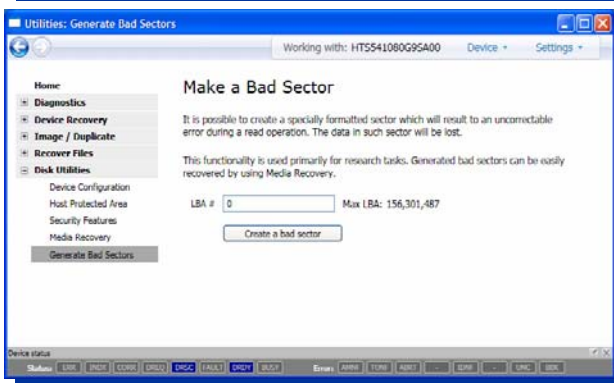 Utilities: Generate Bad Sectors
Working with: HTS541080G9SA00 Device Settings
Home
Diagnostics
Device Recovery
Image / Duplicate
Recover Files
Disk Utilities
Device Configuration
Host Protected Area
Security Features
Media Recovery
Generate Bad Sectors
Make a Bad Sector
It is possible to create a specially formatted sector which will result to an uncorrectable
error during a read operation. The data in such sector will be lost.
This functionality is used primarily for research tasks. Generated bad sectors can be easily
recovered by using Media Recovery.
LBA # 0 Max LBA: 156,301,487
Create a bad sector
Device status
Status: ERR INDX CORR DREQ DRSC FAULT DRDY BUSY Errors: AMNF T0NF ABRT - IDNF - UNC BBK